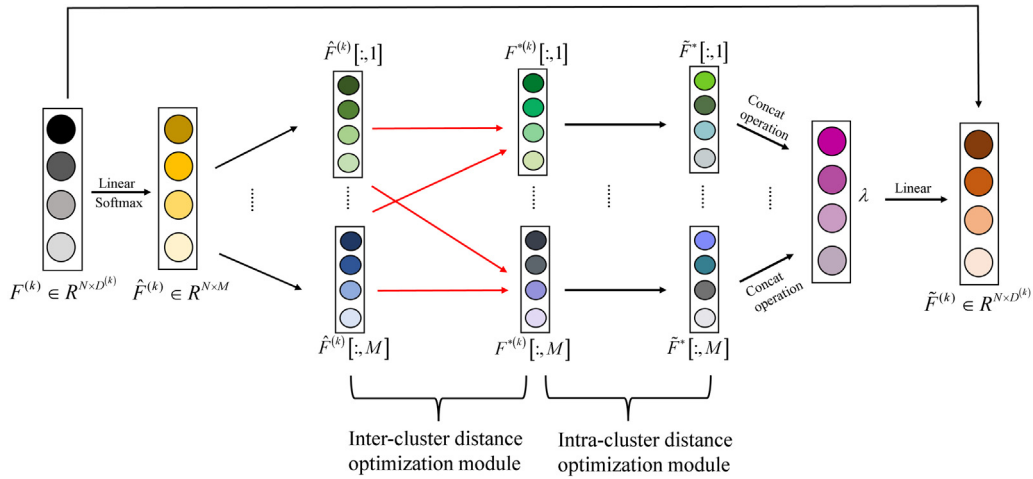 F̂^(k)[:,1]
F*^(k)[:,1]
F̃*[:,1]
Concat
operation
Linear
Softmax
λ
Linear
F^(k) ∈ R^{N×D^(k)}
F̂^(k) ∈ R^{N×M}
Concat
operation
F̃^(k) ∈ R^{N×D^(k)}
F̂^(k)[:,M]
F*^(k)[:,M]
F̃*[:,M]
Inter-cluster distance
optimization module
Intra-cluster distance
optimization module